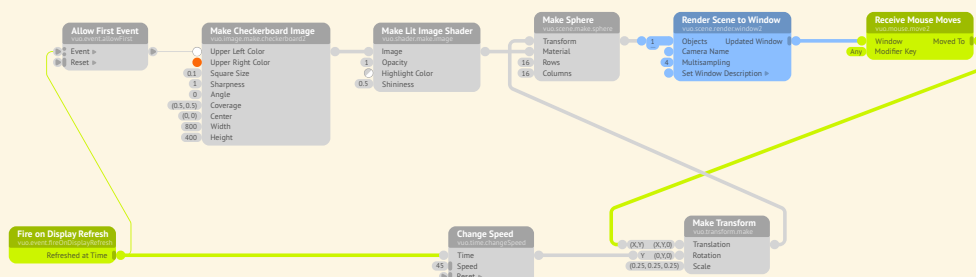 Allow First Event
vuo.event.allowFirst
Event
Reset
Make Checkerboard Image
vuo.image.make.checkerboard2
Upper Left Color
Upper Right Color
0.1 Square Size
1 Sharpness
0 Angle
(0.5, 0.5) Coverage
(0, 0) Center
800 Width
400 Height
Make Lit Image Shader
vuo.shader.make.image
Image
1 Opacity
Highlight Color
0.5 Shininess
Make Sphere
vuo.scene.make.sphere
Transform
Material
16 Rows
16 Columns
Render Scene to Window
vuo.scene.render.window2
1 Objects Updated Window
Camera Name
4 Multisampling
Set Window Description
Receive Mouse Moves
vuo.mouse.move2
Window Moved To
Any Modifier Key
Fire on Display Refresh
vuo.event.fireOnDisplayRefresh
Refreshed at Time
Change Speed
vuo.time.changeSpeed
Time
45 Speed
Reset
Make Transform
vuo.transform.make
(X,Y) (X,Y,0) Translation
Y (0,Y,0) Rotation
(0.25, 0.25, 0.25) Scale